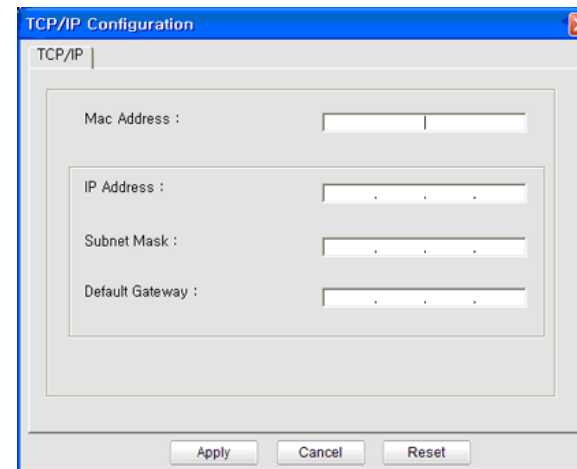 TCP/IP Configuration
TCP/IP
Mac Address :
IP Address :
. . .
Subnet Mask :
. . .
Default Gateway :
. . .
Apply Cancel Reset